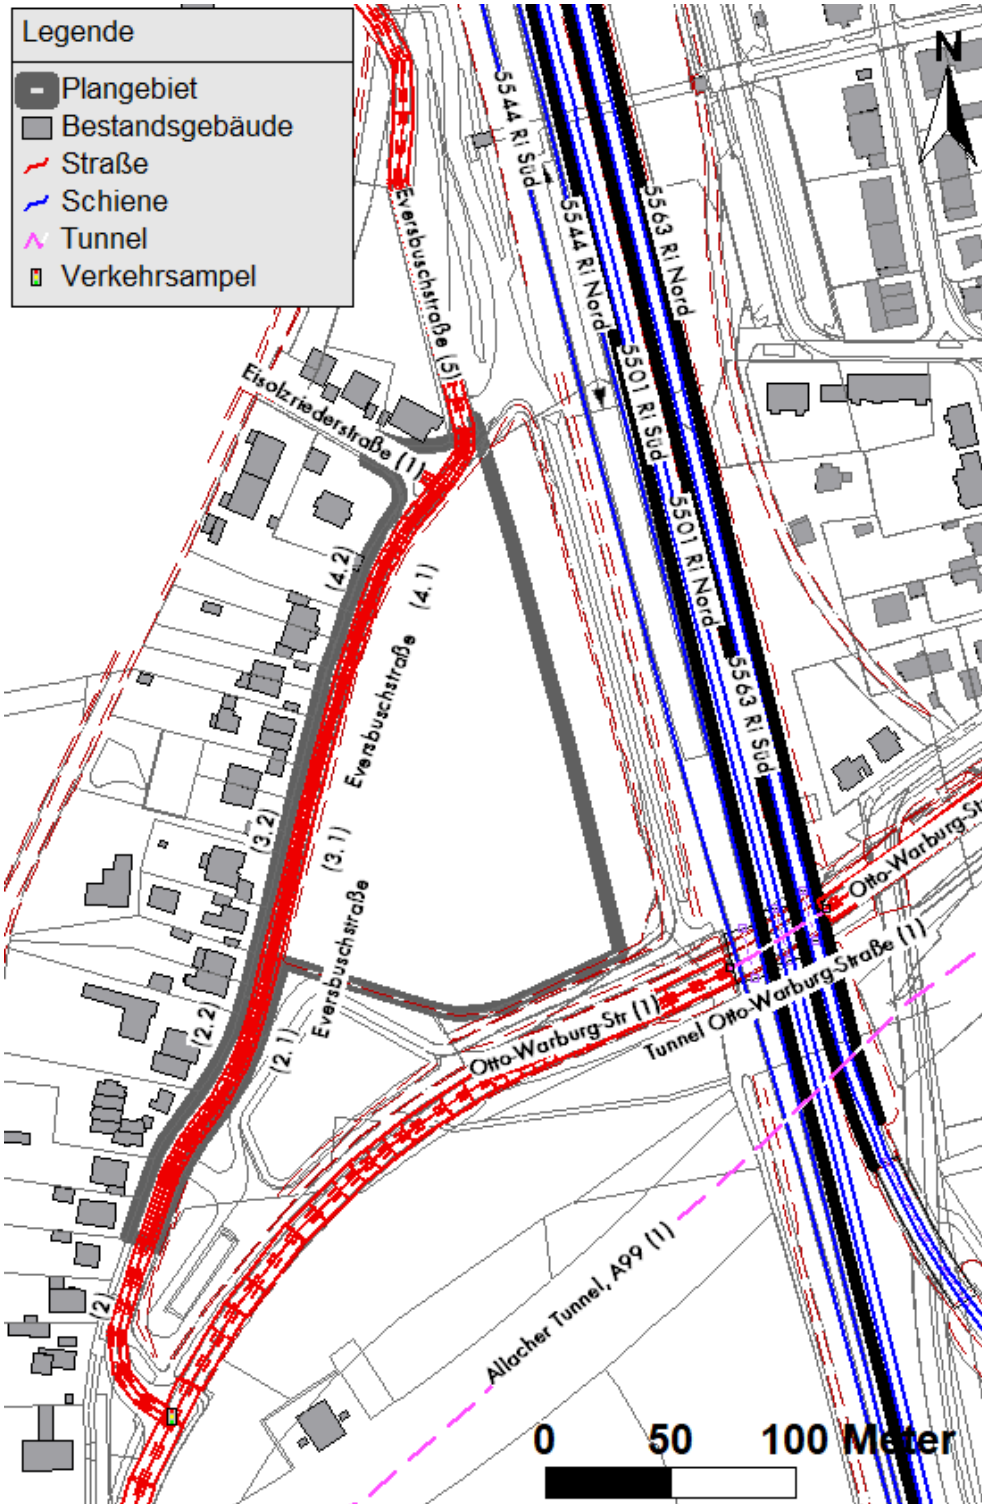 Legende
Plangebiet
Bestandsgebäude
Straße
Schiene
Tunnel
Verkehrsampel
N
5544 Ri Süd
5544 Ri Nord
5563 Ri Nord
Eversbuschstraße (5)
5501 Ri Süd
Eisolzriederstraße (1)
5501 Ri Nord
(4.2)
(4.1)
Eversbuschstraße
5563 Ri Süd
(3.2)
(3.1)
Otto-Warburg-Str
Eversbuschstraße
Tunnel Otto-Warburg-Straße (1)
Otto-Warburg-Str (1)
(2.2)
(2.1)
(2)
Allacher Tunnel, A99 (1)
0 50 100 Meter